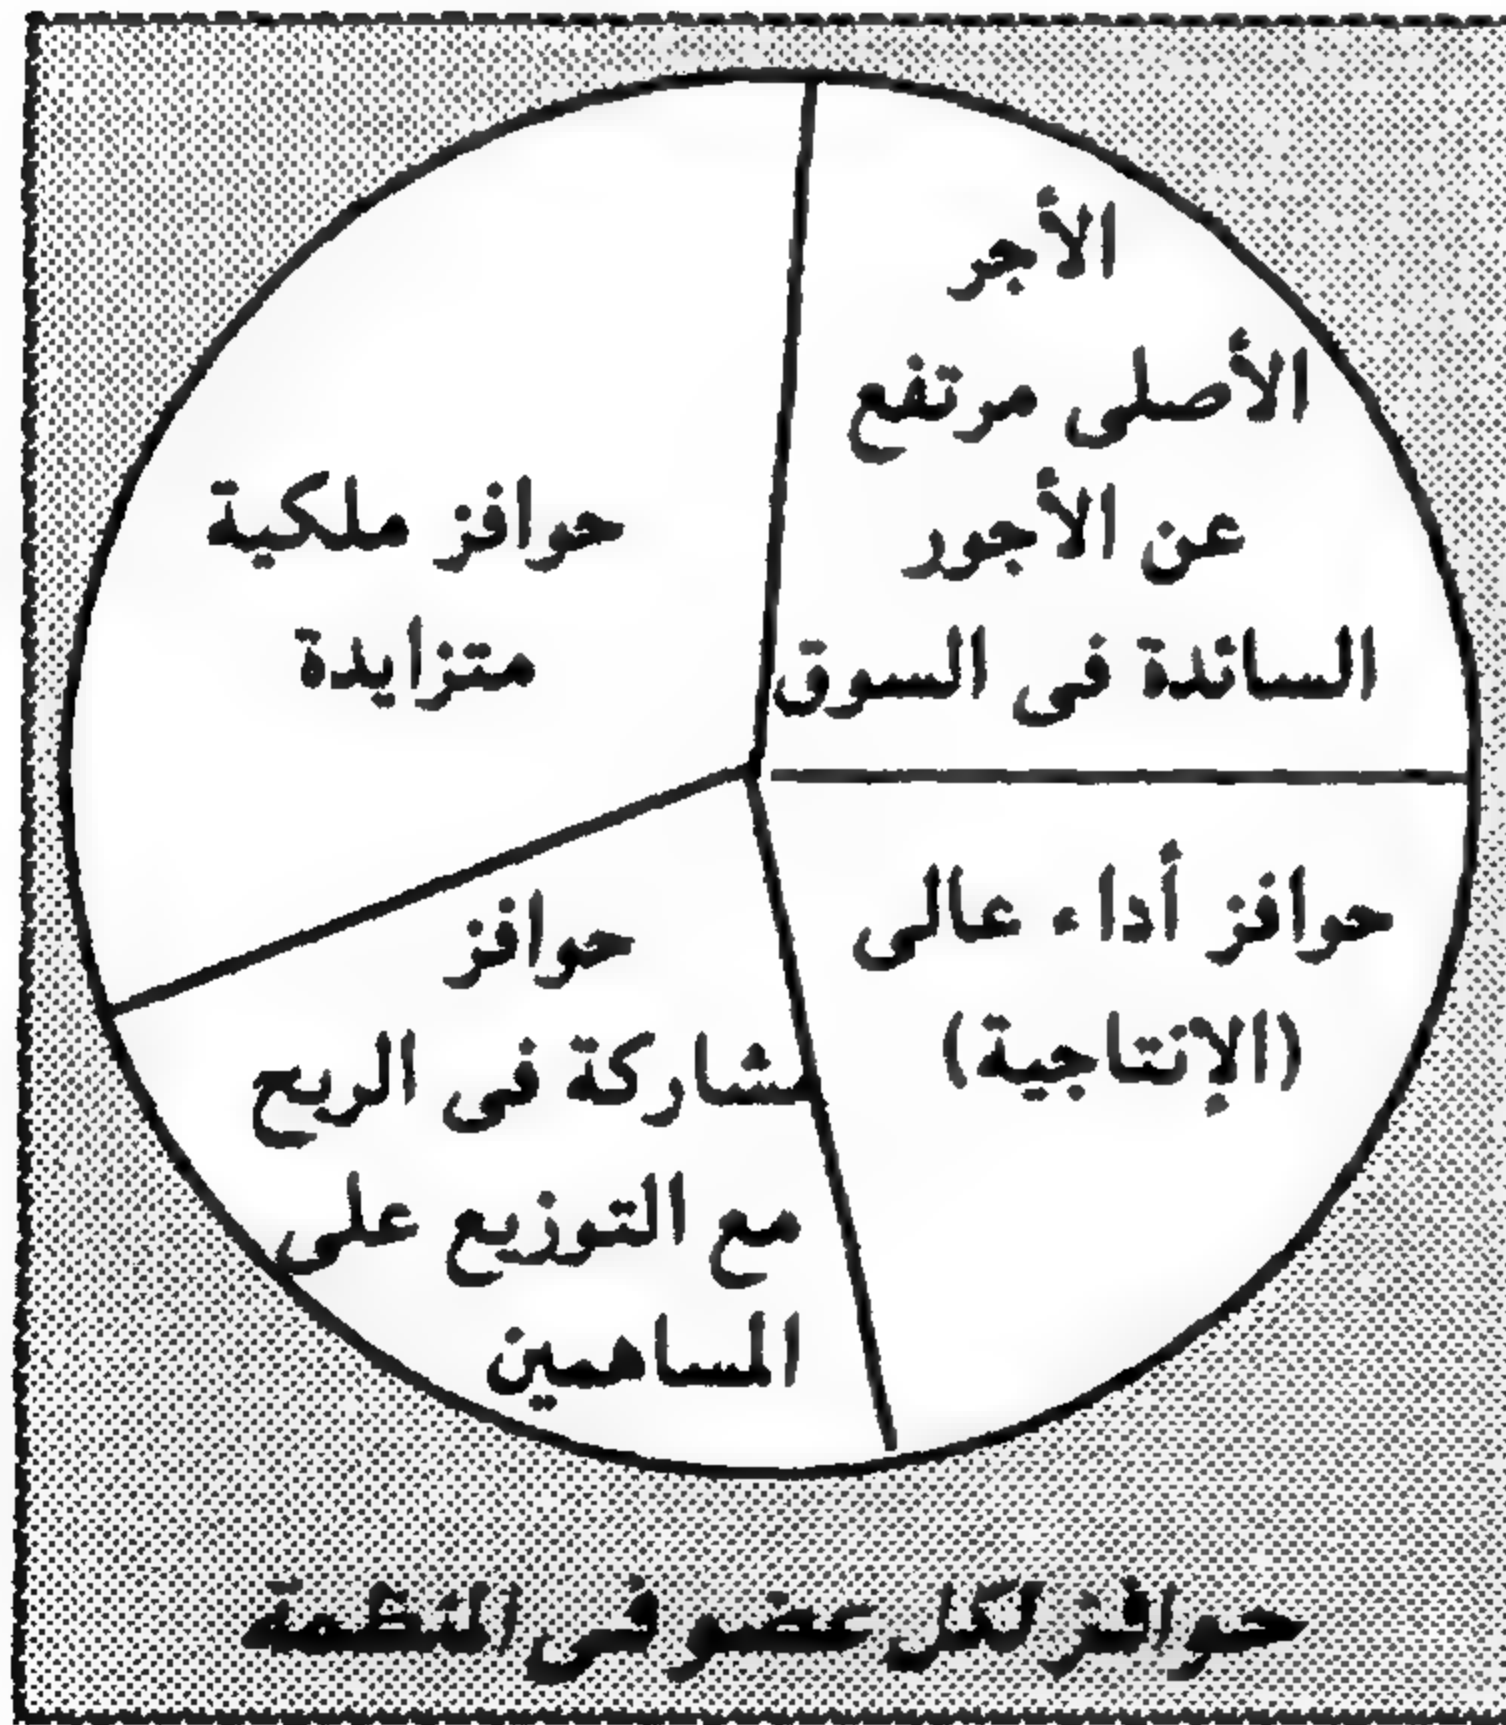 الأجر
الأصلى مرتفع
عن الأجور
السائدة فى السوق
حوافز ملكية
متزايدة
حوافز أداء عالى
(الإنتاجية)
حوافز
مشاركة فى الربح
مع التوزيع على
المساهمين
حوافز لكل عضو فى المنظمة